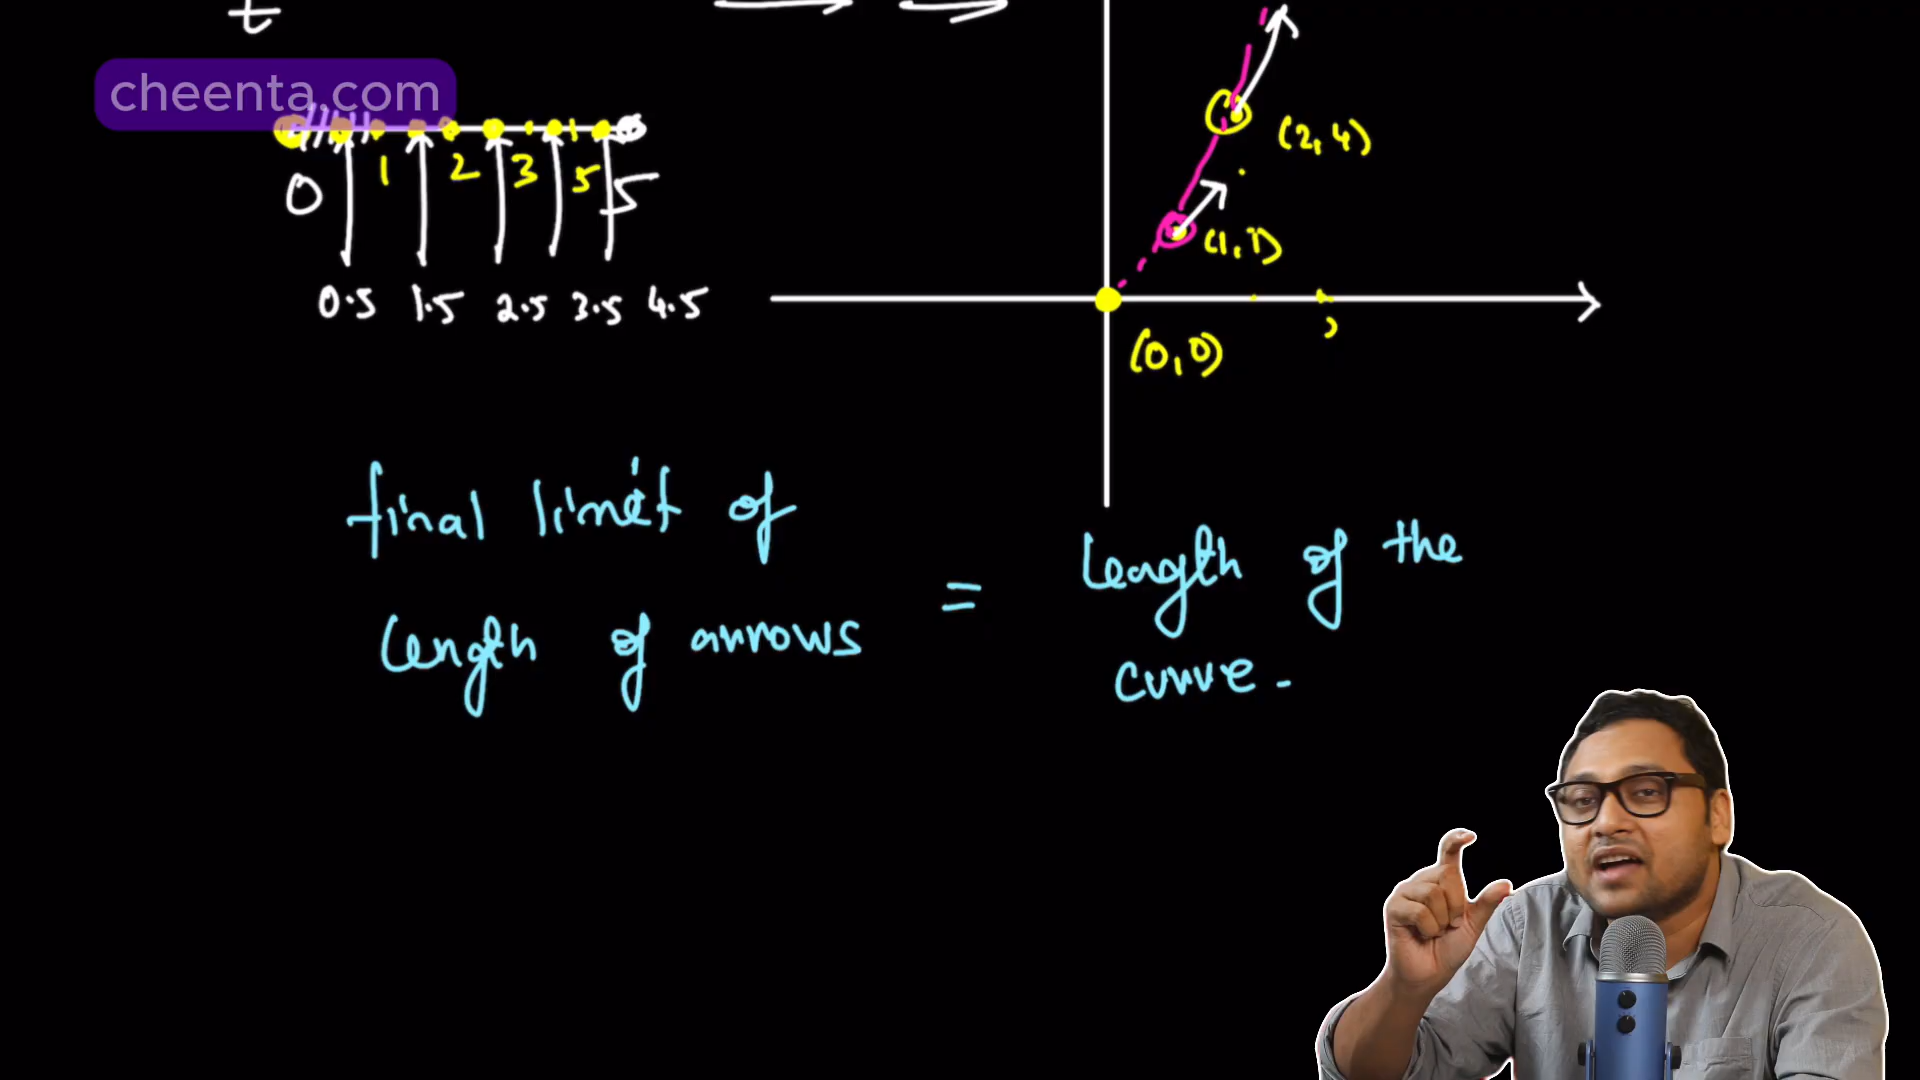 t
cheenta.com
(2,4)
1 2 3 5
0 5
(1,1)
0.5 1.5 2.5 3.5 4.5
(0,0)
final limit of
length of arrows
=
length of the
curve.